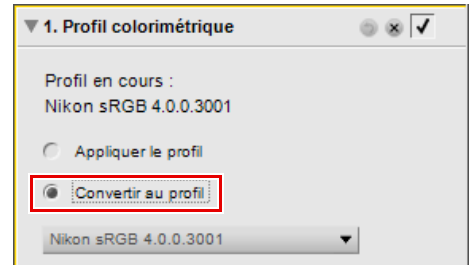 1. Profil colorimétrique
Profil en cours :
Nikon sRGB 4.0.0.3001
Appliquer le profil
Convertir au profil
Nikon sRGB 4.0.0.3001